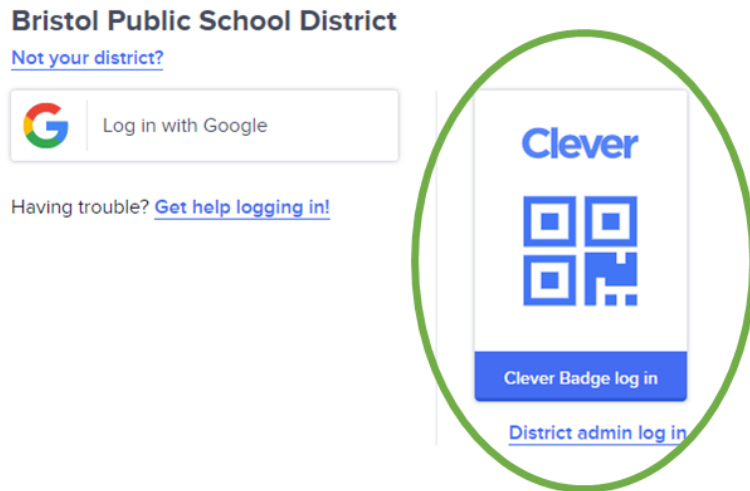 Bristol Public School District
Not your district?
Log in with Google
Having trouble? Get help logging in!
Clever
Clever Badge log in
District admin log in